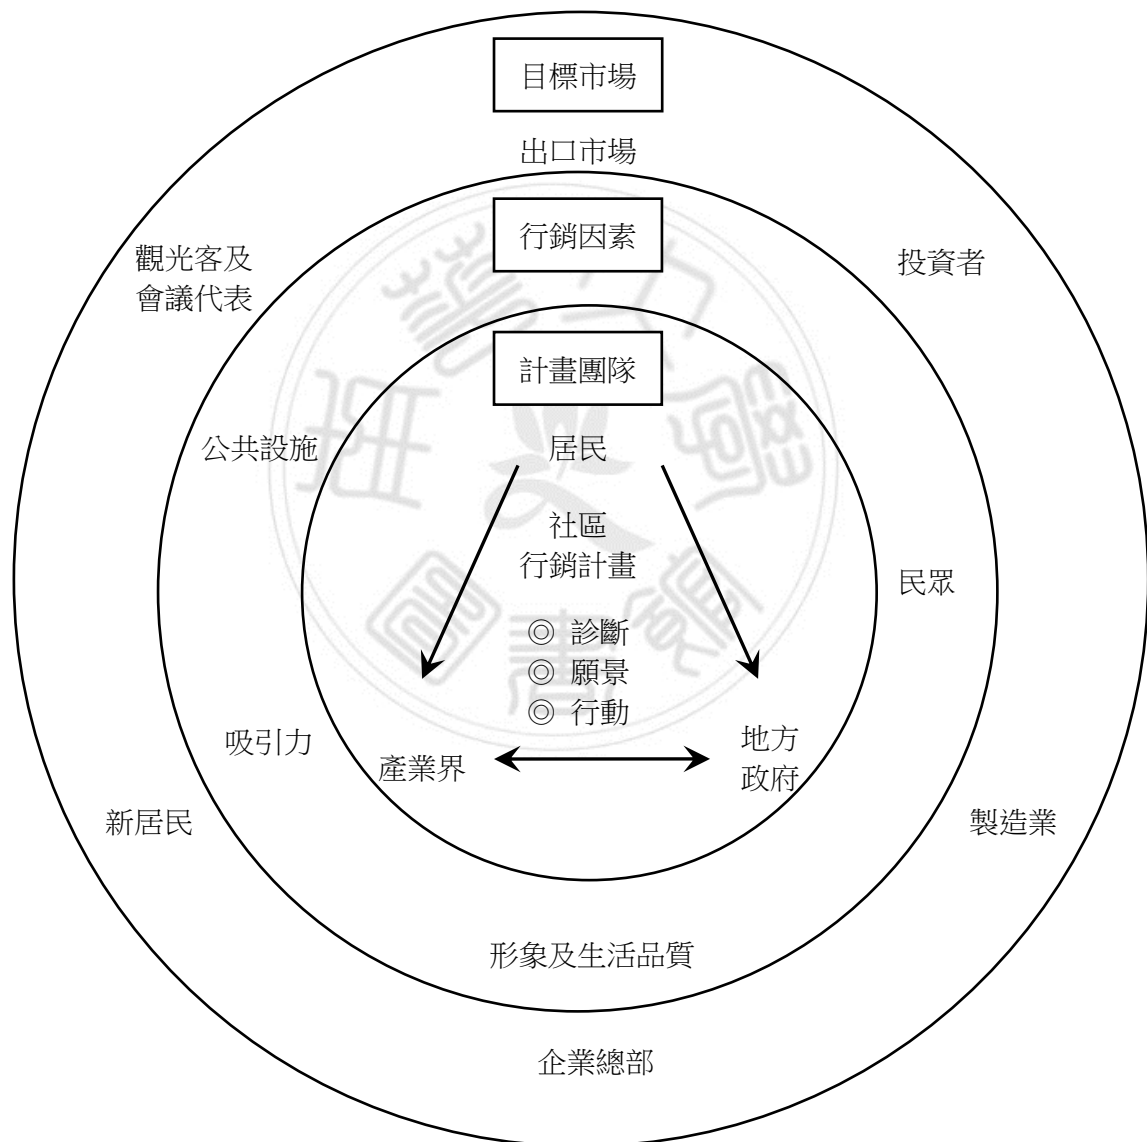 目標市場
出口市場
行銷因素
觀光客及
會議代表
投資者
計畫團隊
公共設施
居民
社區
行銷計畫
民眾
◎ 診斷
◎ 願景
◎ 行動
吸引力
產業界
地方
政府
新居民
製造業
形象及生活品質
企業總部